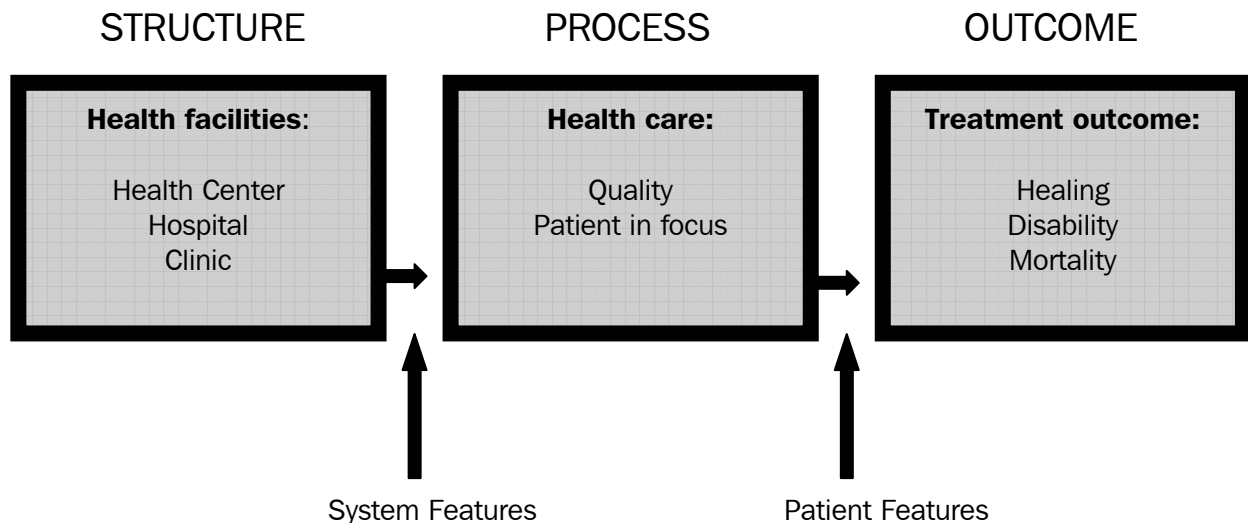 STRUCTURE
PROCESS
OUTCOME
Health facilities:
Health Center
Hospital
Clinic
Health care:
Quality
Patient in focus
Treatment outcome:
Healing
Disability
Mortality
System Features
Patient Features